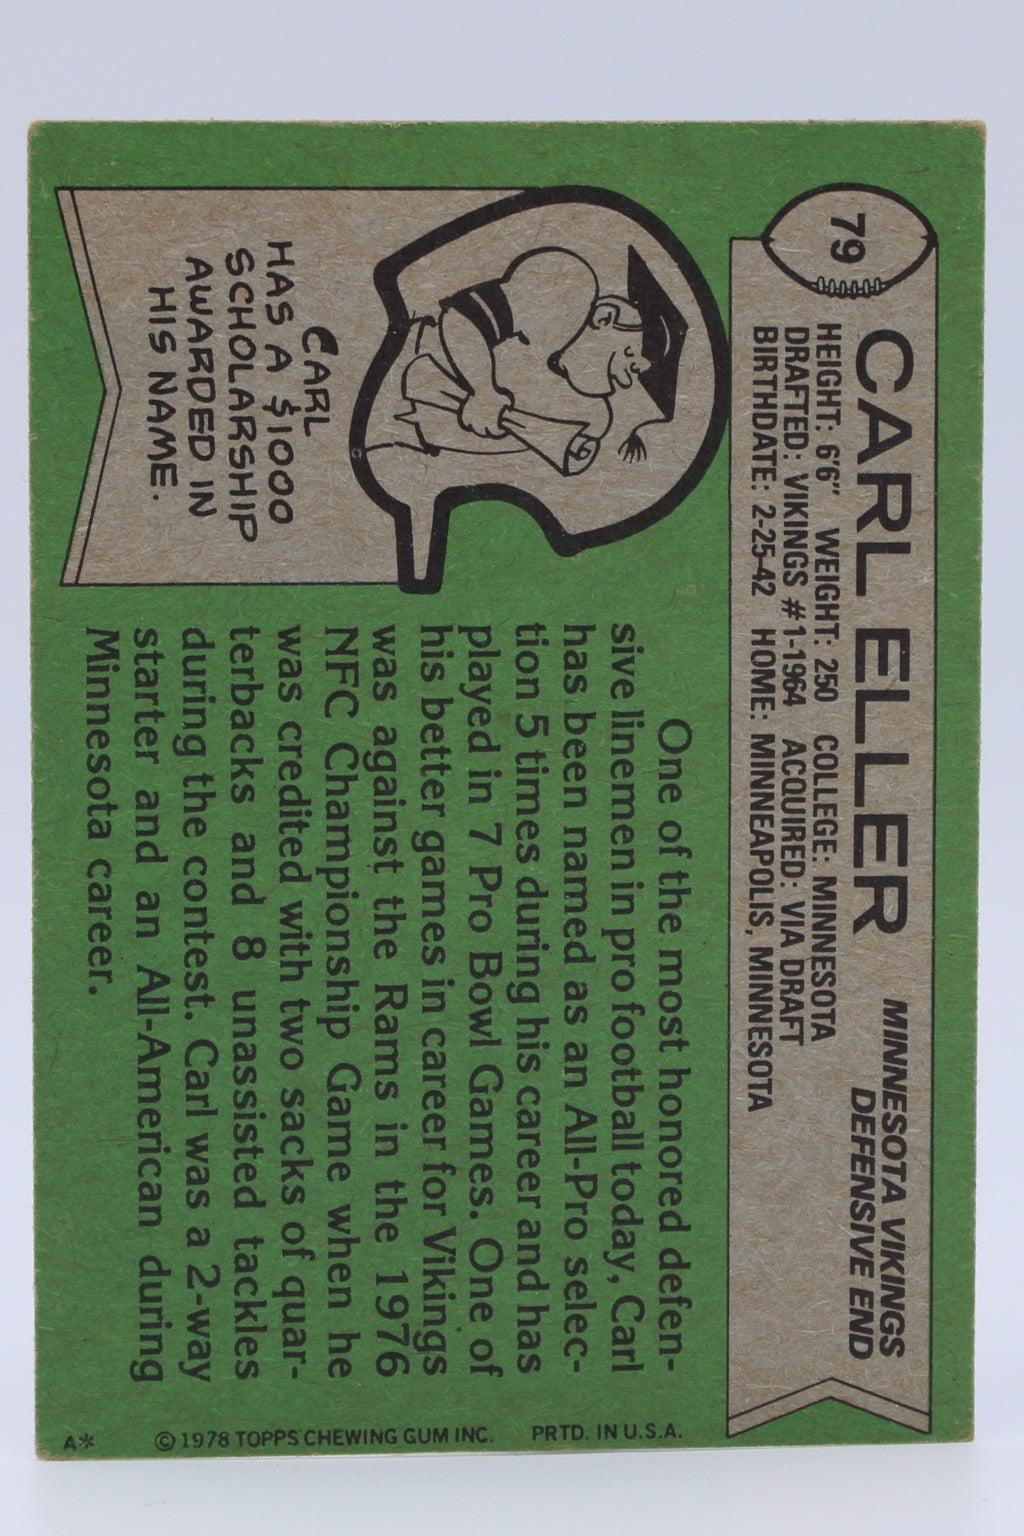 79
CARL ELLER
MINNESOTA VIKINGS
DEFENSIVE END
HEIGHT: 6'6" WEIGHT: 250 COLLEGE: MINNESOTA
DRAFTED: VIKINGS #1-1964 ACQUIRED: VIA DRAFT
BIRTHDATE: 2-25-42 HOME: MINNEAPOLIS, MINNESOTA
CARL
HAS A $1000
SCHOLARSHIP
AWARDED IN
HIS NAME.
One of the most honored defen-
sive linemen in pro football today, Carl
has been named as an All-Pro selec-
tion 5 times during his career and has
played in 7 Pro Bowl Games. One of
his better games in career for Vikings
was against the Rams in the 1976
NFC Championship Game when he
was credited with two sacks of quar-
terbacks and 8 unassisted tackles
during the contest. Carl was a 2-way
starter and an All-American during
Minnesota career.
A* © 1978 TOPPS CHEWING GUM INC. PRTD. IN U.S.A.